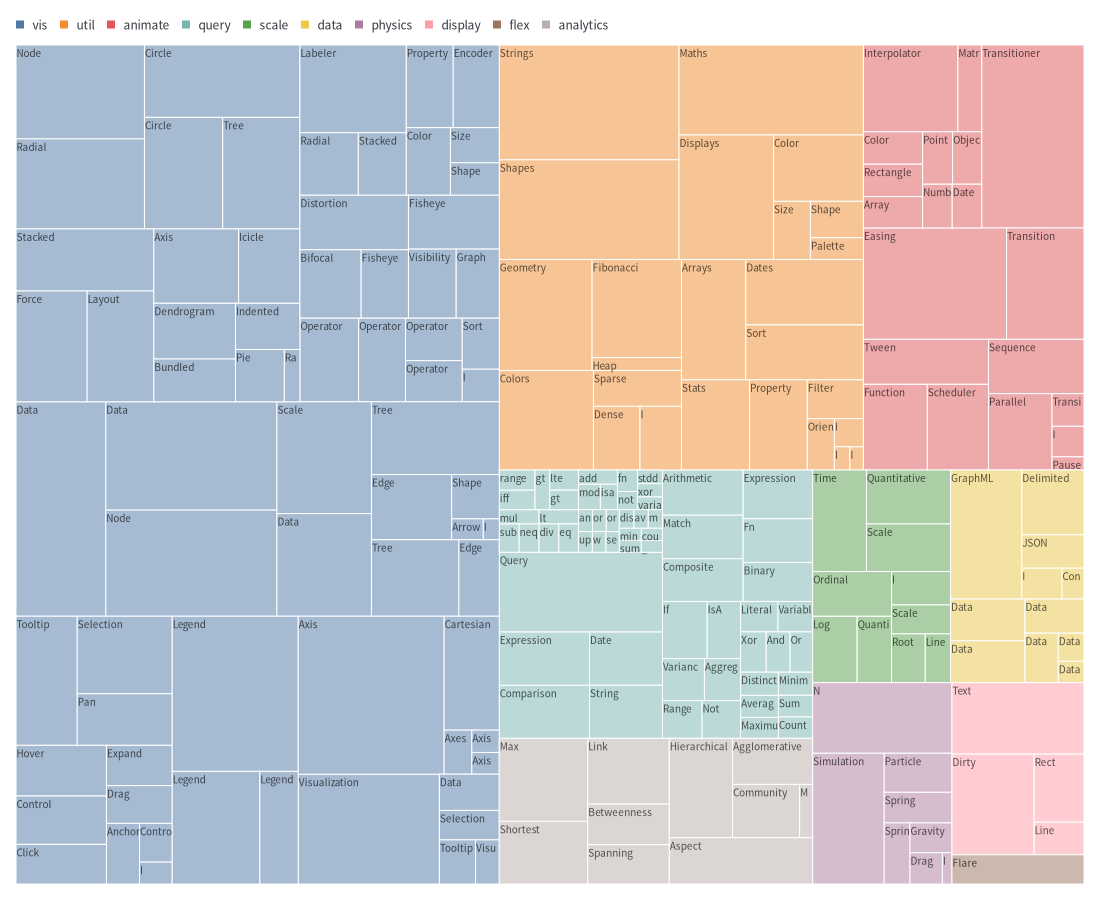 vis util animate query scale data physics display flex analytics
Node
Circle
Radial
Circle
Tree
Stacked
Axis
Icicle
Force
Layout
Dendrogram
Indented
Bundled
Pie
Ra
Labeler
Property
Encoder
Radial
Stacked
Color
Size
Shape
Distortion
Fisheye
Bifocal
Fisheye
Visibility
Graph
Operator
Operator
Operator
Operator
Sort
I
Data
Data
Node
Scale
Data
Tree
Edge
Shape
Arrow
I
Tree
Edge
Tooltip
Selection
Pan
Hover
Expand
Control
Drag
Click
Anchor
Contro
I
Legend
Legend
Legend
Axis
Cartesian
Axes
Axis
Axis
Visualization
Data
Selection
Tooltip
Visu
Strings
Maths
Shapes
Displays
Color
Size
Shape
Palette
Geometry
Fibonacci
Heap
Arrays
Dates
Sort
Colors
Sparse
Dense
I
Stats
Property
Filter
Orien
I
I
I
Interpolator
Matr
Transitioner
Color
Rectangle
Array
Point
Objec
Numb
Date
Easing
Transition
Tween
Sequence
Function
Scheduler
Parallel
Transi
I
Pause
range
gt
lte
iff
gt
add
mod
isa
fn
stdd
not
xor
varia
mul
lt
sub
neq
div
eq
an
or
or
dis
av
m
up
w
se
min
cou
sum
_
Query
Expression
Date
Comparison
String
Arithmetic
Expression
Match
Fn
Composite
Binary
If
IsA
Literal
Variabl
Xor
And
Or
Varianc
Aggreg
Distinct
Minim
Range
Not
Averag
Sum
Maximu
Count
Time
Quantitative
Scale
Ordinal
I
Scale
Log
Quanti
Root
Line
GraphML
Delimited
JSON
I
Con
Data
Data
Data
Data
Data
Data
Max
Link
Betweenness
Shortest
Spanning
Hierarchical
Agglomerative
Community
M
Aspect
N
Simulation
Particle
Spring
Sprin
Gravity
Drag
I
Text
Dirty
Rect
Line
Flare